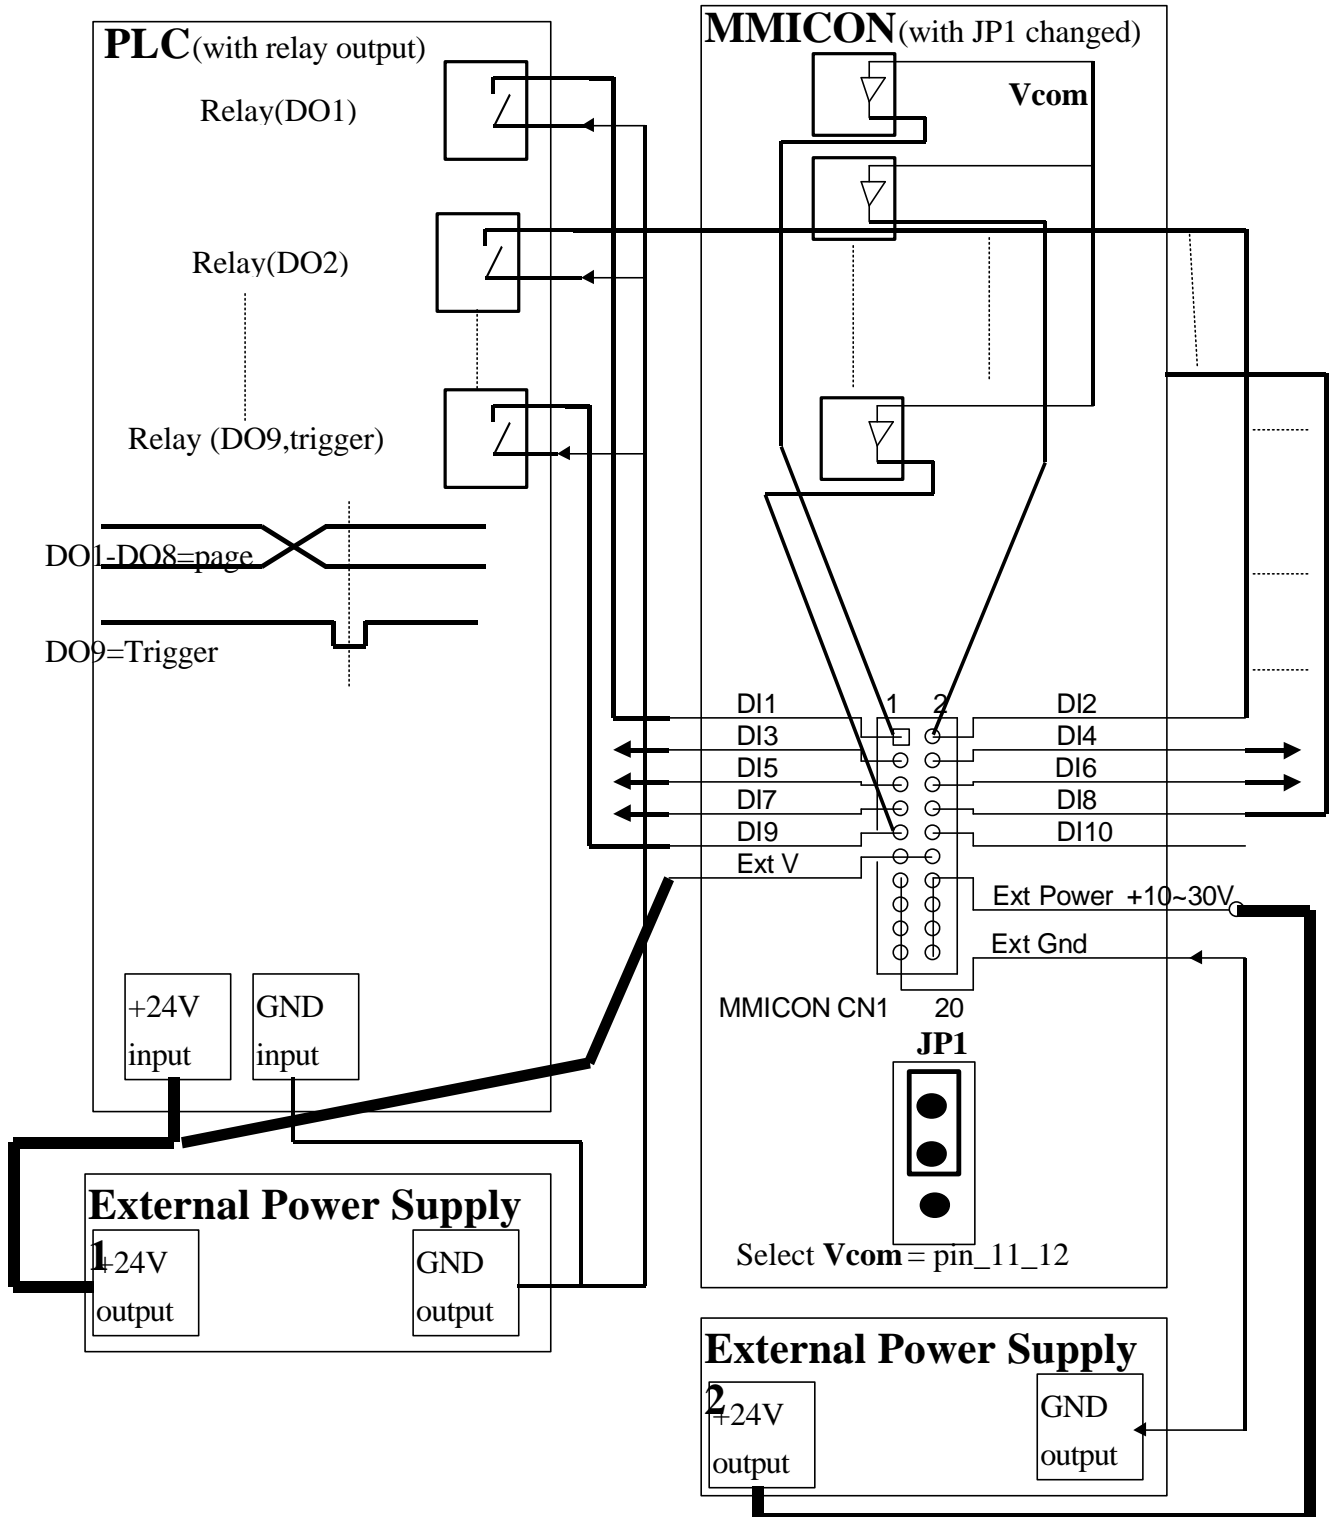 PLC(with relay output)
Relay(DO1)
Relay(DO2)
Relay (DO9,trigger)
DO1-DO8=page
DO9=Trigger
+24V
input
GND
input
External Power Supply
1
+24V
output
GND
output
MMICON(with JP1 changed)
Vcom
1 2
DI1 DI2
DI3 DI4
DI5 DI6
DI7 DI8
DI9 DI10
Ext V
Ext Power +10~30V
Ext Gnd
MMICON CN1 20
JP1
Select Vcom = pin_11_12
External Power Supply
2
+24V
output
GND
output